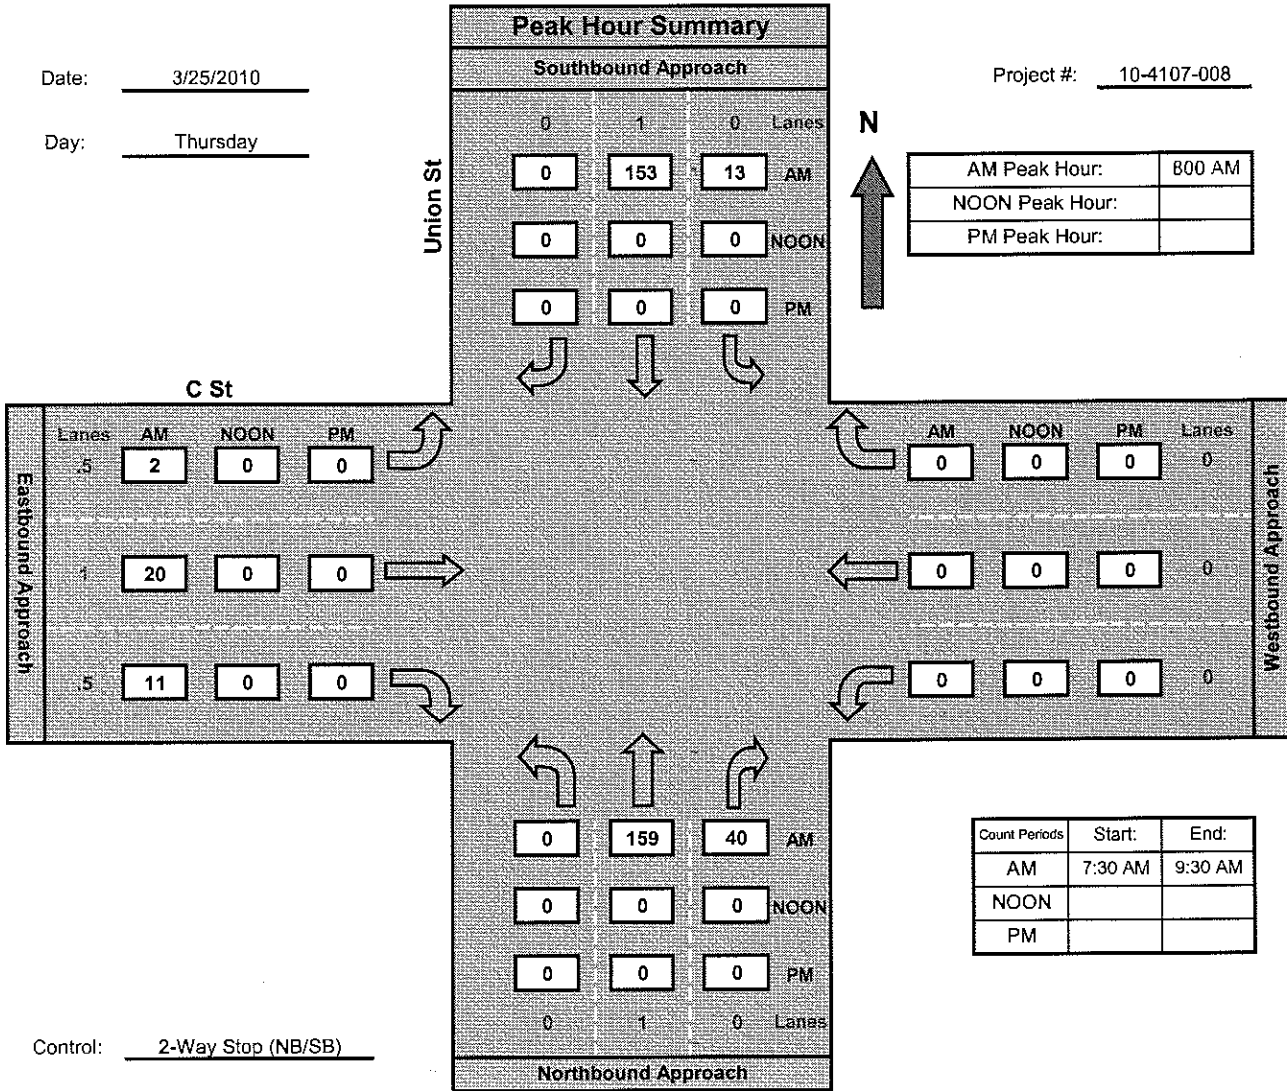 Peak Hour Summary
Southbound Approach
Date: 3/25/2010
Project #: 10-4107-008
Day: Thursday
0 1 0 Lanes
N
Union St
0 153 13 AM
0 0 0 NOON
0 0 0 PM
AM Peak Hour: 800 AM
NOON Peak Hour:
PM Peak Hour:
C St
Eastbound Approach
Lanes AM NOON PM
.5 2 0 0
1 20 0 0
.5 11 0 0
AM NOON PM Lanes
0 0 0 0
0 0 0 0
0 0 0 0
Westbound Approach
0 159 40 AM
0 0 0 NOON
0 0 0 PM
0 1 0 Lanes
Northbound Approach
Count Periods Start: End:
AM 7:30 AM 9:30 AM
NOON
PM
Control: 2-Way Stop (NB/SB)